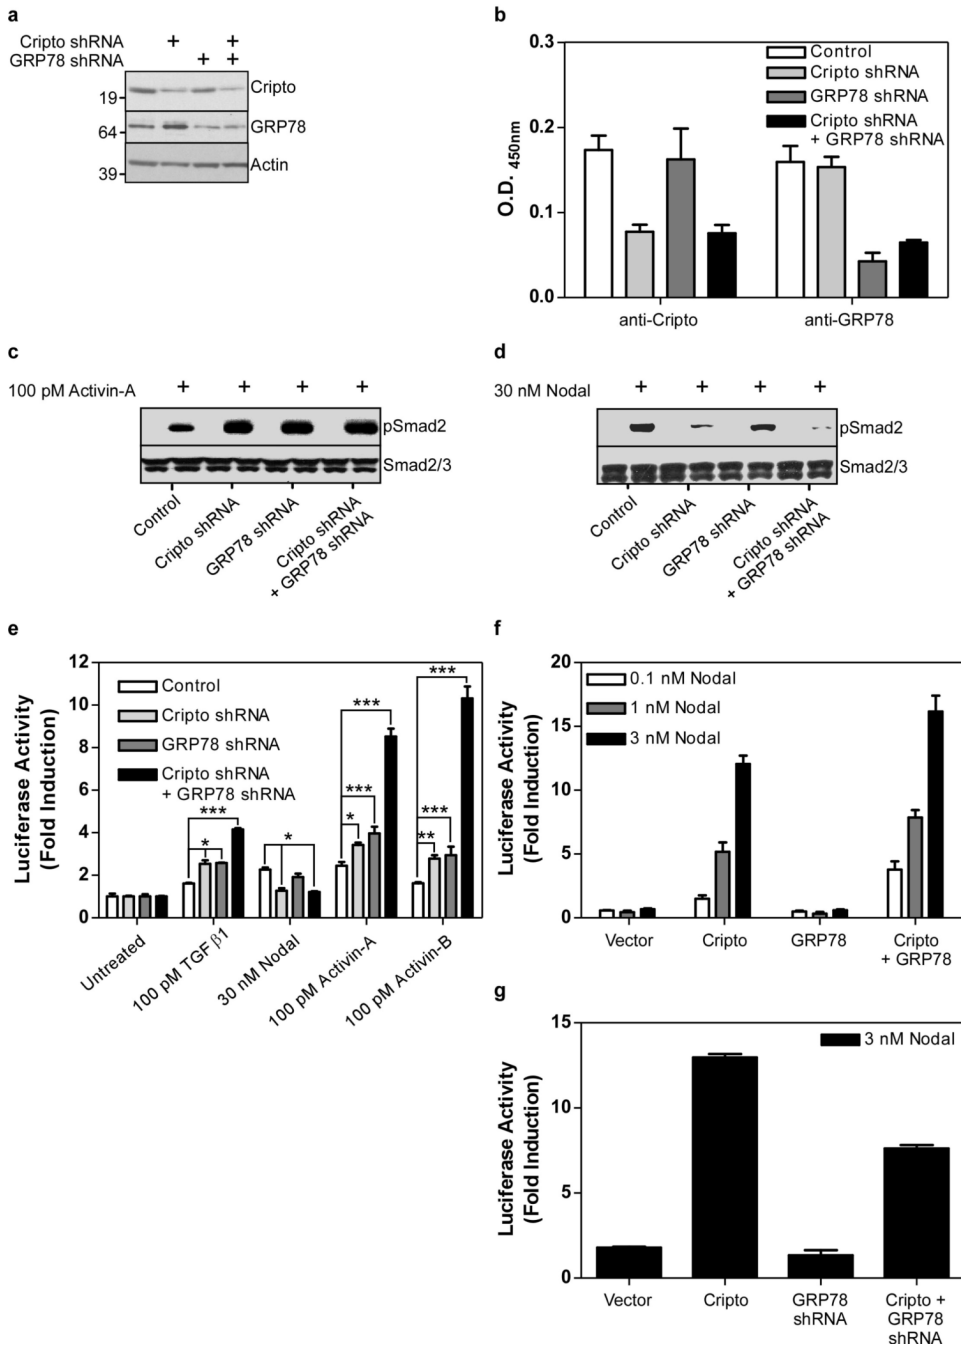 a
Cripto shRNA + +
GRP78 shRNA + +
19
Cripto
64
GRP78
39
Actin
b
O.D. 450nm
0.3
0.2
0.1
0.0
Control
Cripto shRNA
GRP78 shRNA
Cripto shRNA
+ GRP78 shRNA
anti-Cripto
anti-GRP78
c
100 pM Activin-A + + + +
pSmad2
Smad2/3
Control
Cripto shRNA
GRP78 shRNA
Cripto shRNA
+ GRP78 shRNA
d
30 nM Nodal + + + +
pSmad2
Smad2/3
Control
Cripto shRNA
GRP78 shRNA
Cripto shRNA
+ GRP78 shRNA
e
Luciferase Activity
(Fold Induction)
12
10
8
6
4
2
0
Control
Cripto shRNA
GRP78 shRNA
Cripto shRNA
+ GRP78 shRNA
***
*
*
***
***
*
***
***
**
Untreated
100 pM TGF β1
30 nM Nodal
100 pM Activin-A
100 pM Activin-B
f
Luciferase Activity
(Fold Induction)
20
15
10
5
0
0.1 nM Nodal
1 nM Nodal
3 nM Nodal
Vector
Cripto
GRP78
Cripto
+ GRP78
g
Luciferase Activity
(Fold Induction)
15
10
5
0
3 nM Nodal
Vector
Cripto
GRP78
shRNA
Cripto +
GRP78
shRNA